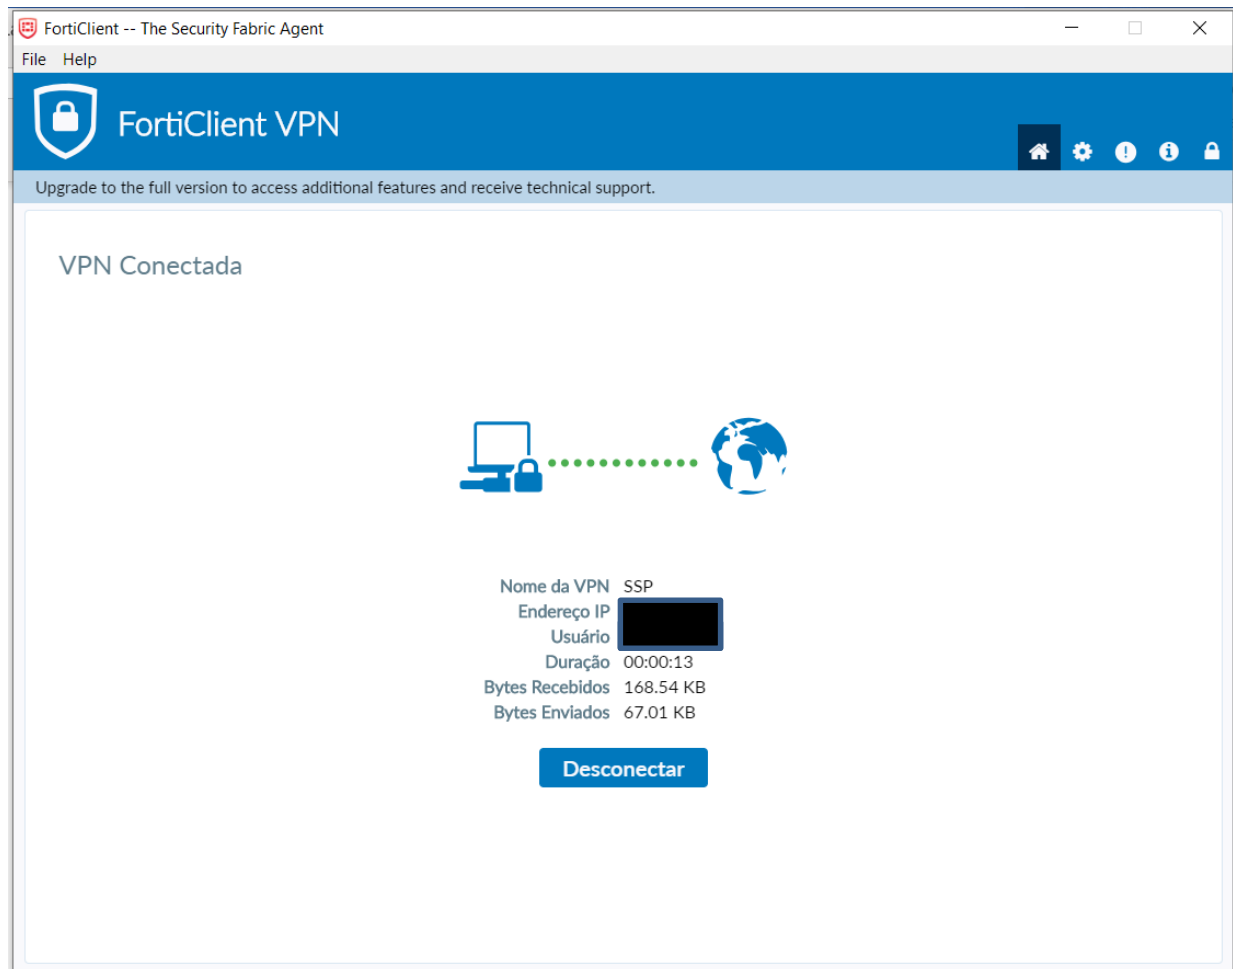 FortiClient -- The Security Fabric Agent
File Help
FortiClient VPN
Upgrade to the full version to access additional features and receive technical support.
VPN Conectada
Nome da VPN SSP
Endereço IP
Usuário
Duração 00:00:13
Bytes Recebidos 168.54 KB
Bytes Enviados 67.01 KB
Desconectar